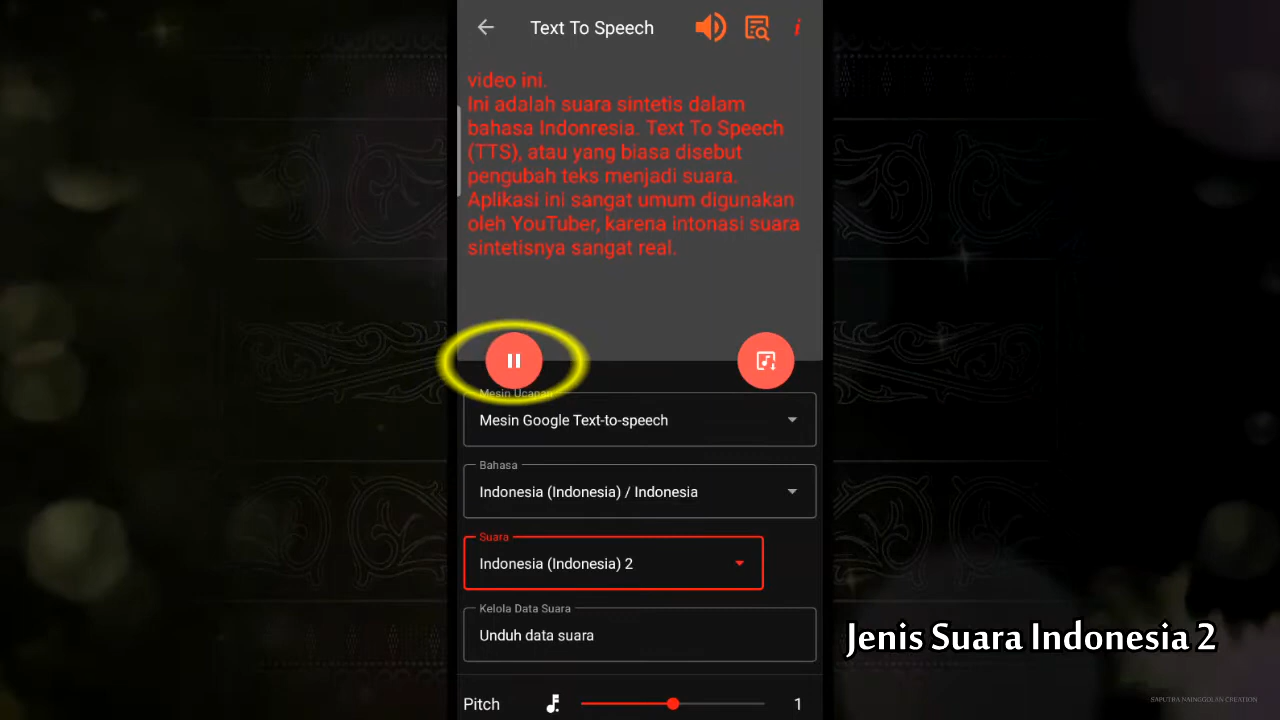 Text To Speech
video ini.
Ini adalah suara sintetis dalam
bahasa Indonresia. Text To Speech
(TTS), atau yang biasa disebut
pengubah teks menjadi suara.
Aplikasi ini sangat umum digunakan
oleh YouTuber, karena intonasi suara
sintetisnya sangat real.
Mesin Ucapan
Mesin Google Text-to-speech
Bahasa
Indonesia (Indonesia) / Indonesia
Suara
Indonesia (Indonesia) 2
Kelola Data Suara
Unduh data suara
Jenis Suara Indonesia 2
Pitch
1
SAPUTRA NAINGGOLAN CREATION